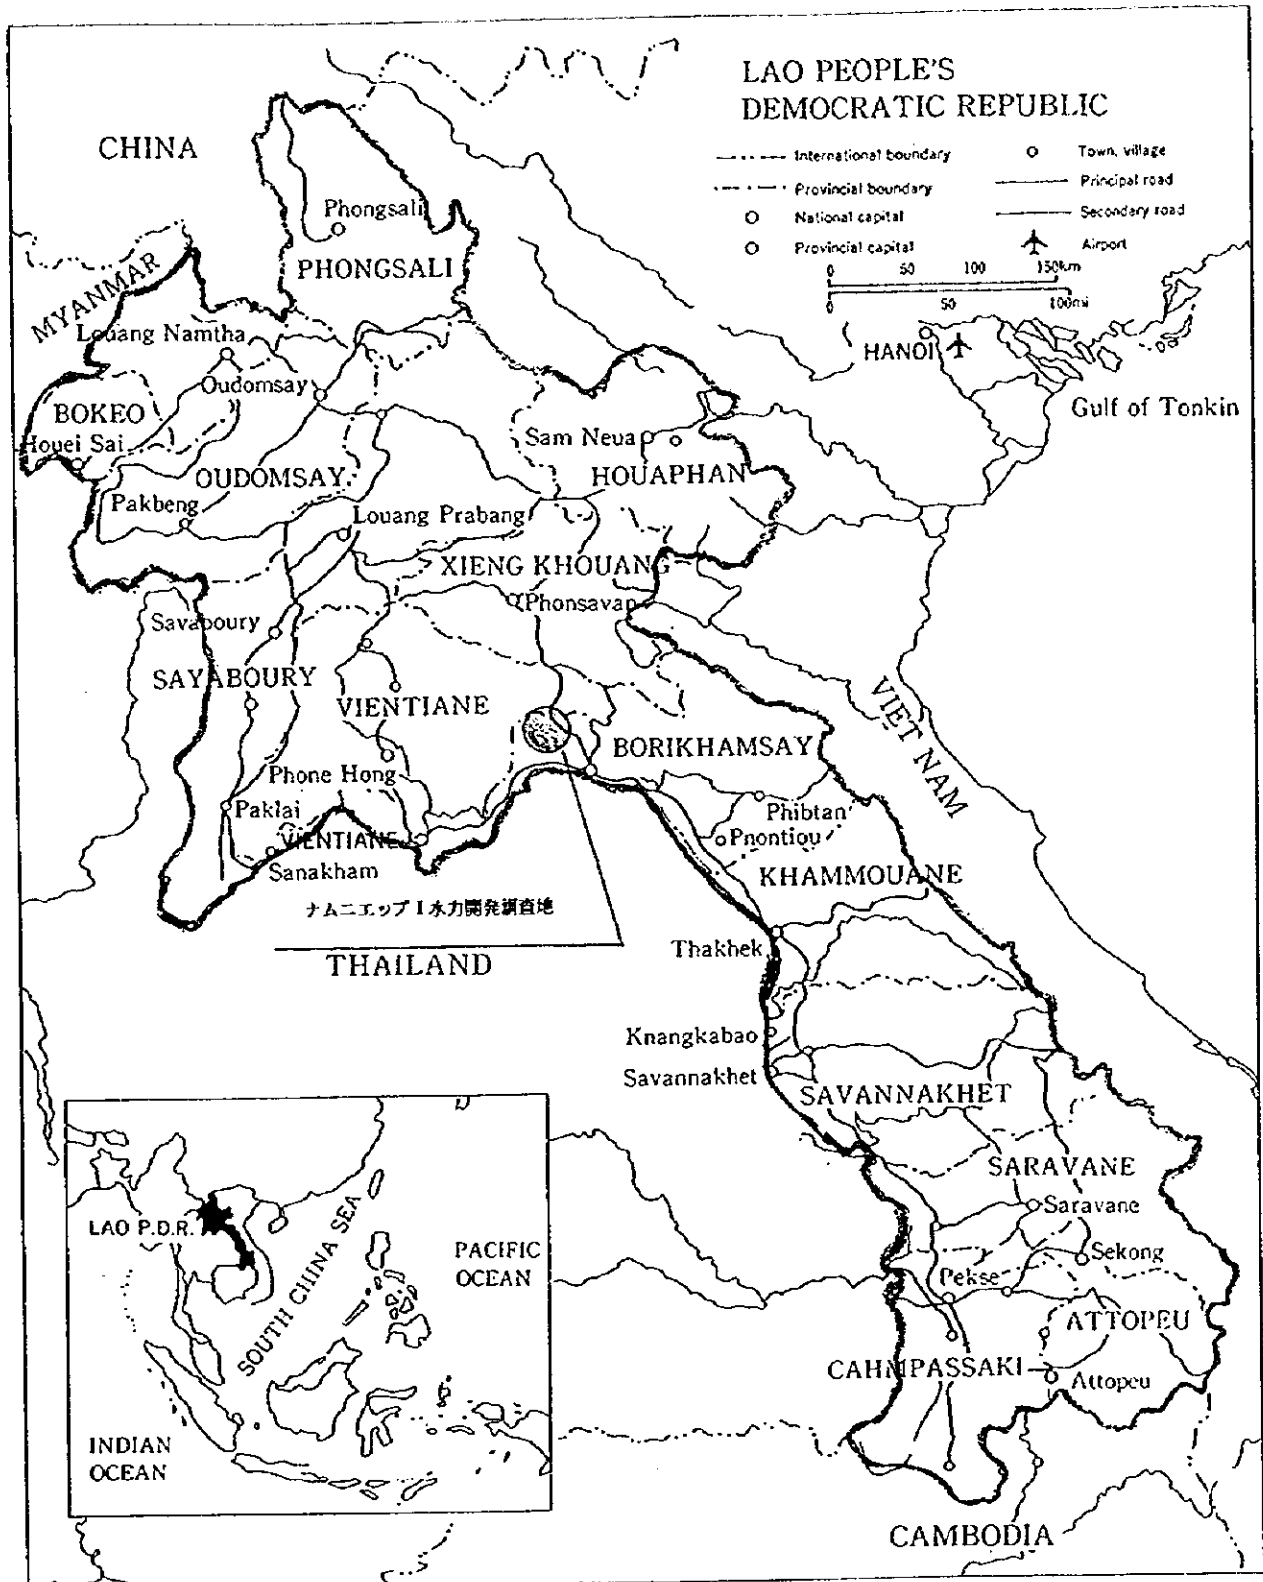 LAO PEOPLE'S
DEMOCRATIC REPUBLIC
International boundary
Provincial boundary
National capital
Provincial capital
Town, village
Principal road
Secondary road
Airport
0 50 100 150km
0 50 100mi
CHINA
Phongsali
PHONGSALI
MYANMAR
Louang Namtha
Oudomsay
BOKEO
Houei Sai
OUDOMSAY
Pakbeng
Louang Prabang
HANOI
Gulf of Tonkin
Sam Neua
HOUAPHAN
XIENG KHOUANG
Phonsavan
Savaboury
SAYABOURY
VIENTIANE
VIET NAM
BORIKHAMSAY
Phone Hong
Paklai
VIENTIANE
Sanakham
Phibtan
Pnontiou
KHAMMOUANE
ナムニエップ I 水力開発調査地
THAILAND
Thakhek
Knangkabao
Savannakhet
SAVANNAKHET
SARAVANE
Saravane
Sekong
Pekse
ATTOPEU
CAHMPASSAKI
Attopeu
CAMBODIA
LAO P.D.R.
SOUTH CHINA SEA
PACIFIC
OCEAN
INDIAN
OCEAN